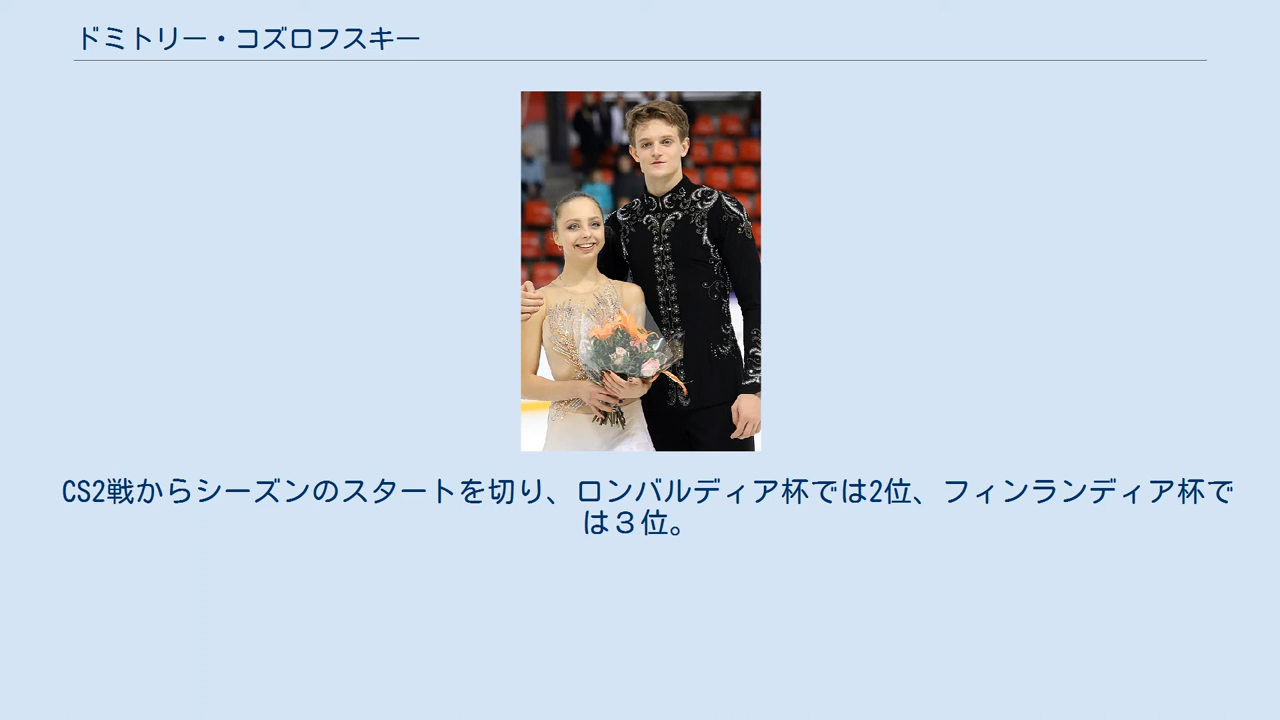 ドミトリー・コズロフスキー
CS2戦からシーズンのスタートを切り、ロンバルディア杯では2位、フィンランディア杯で
は３位。